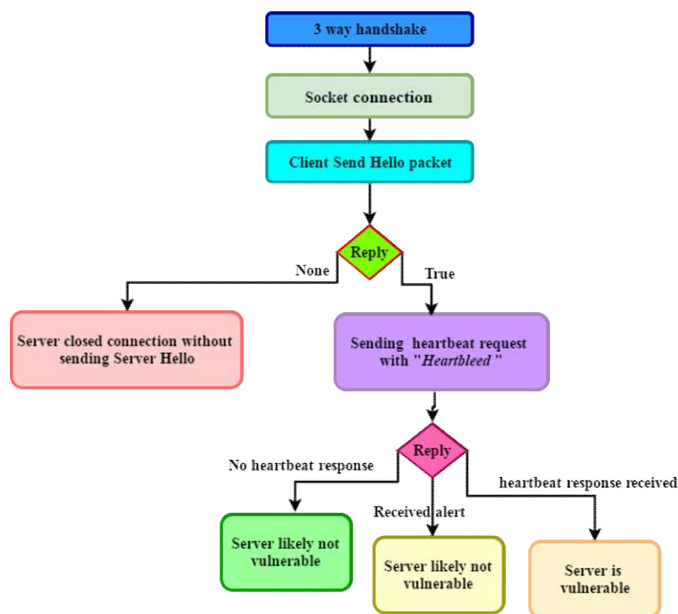 3 way handshake
Socket connection
Client Send Hello packet
Reply
None
True
Server closed connection without
sending Server Hello
Sending heartbeat request
with "Heartbleed "
Reply
No heartbeat response
heartbeat response received
Received alert
Server likely not
vulnerable
Server likely not
vulnerable
Server is
vulnerable